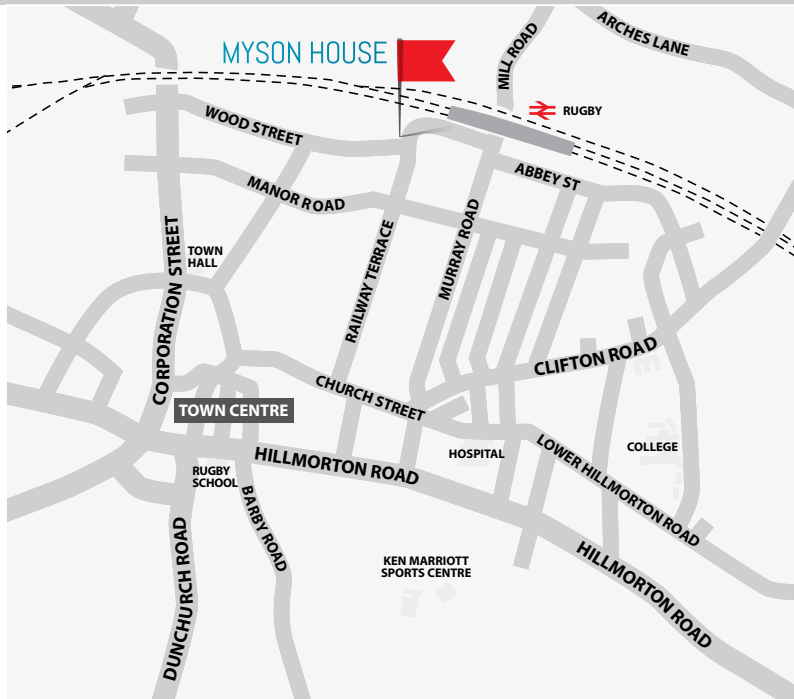 ARCHES LANE
MILL ROAD
MYSON HOUSE
RUGBY
WOOD STREET
ABBEY ST
MANOR ROAD
MURRAY ROAD
RAILWAY TERRACE
CORPORATION STREET
TOWN
HALL
CLIFTON ROAD
CHURCH STREET
TOWN CENTRE
HOSPITAL
LOWER HILLMORTON ROAD
COLLEGE
HILLMORTON ROAD
RUGBY
SCHOOL
BARBY ROAD
DUNCHURCH ROAD
KEN MARRIOTT
SPORTS CENTRE
HILLMORTON ROAD